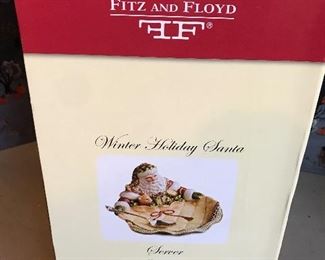 FITZ AND FLOYD
FF®
Winter Holiday Santa
Server